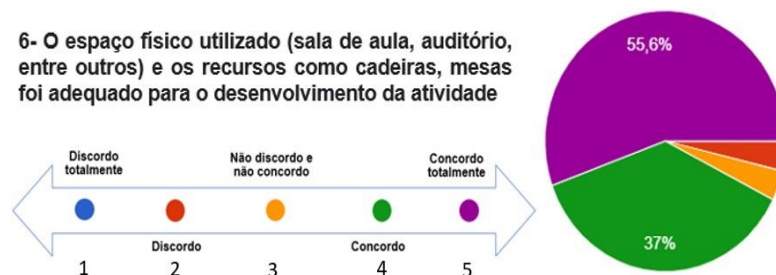 6- O espaço físico utilizado (sala de aula, auditório,
entre outros) e os recursos como cadeiras, mesas
foi adequado para o desenvolvimento da atividade
Discordo
totalmente
Não discordo e
não concordo
Concordo
totalmente
Discordo
Concordo
1 2 3 4 5
55,6%
37%